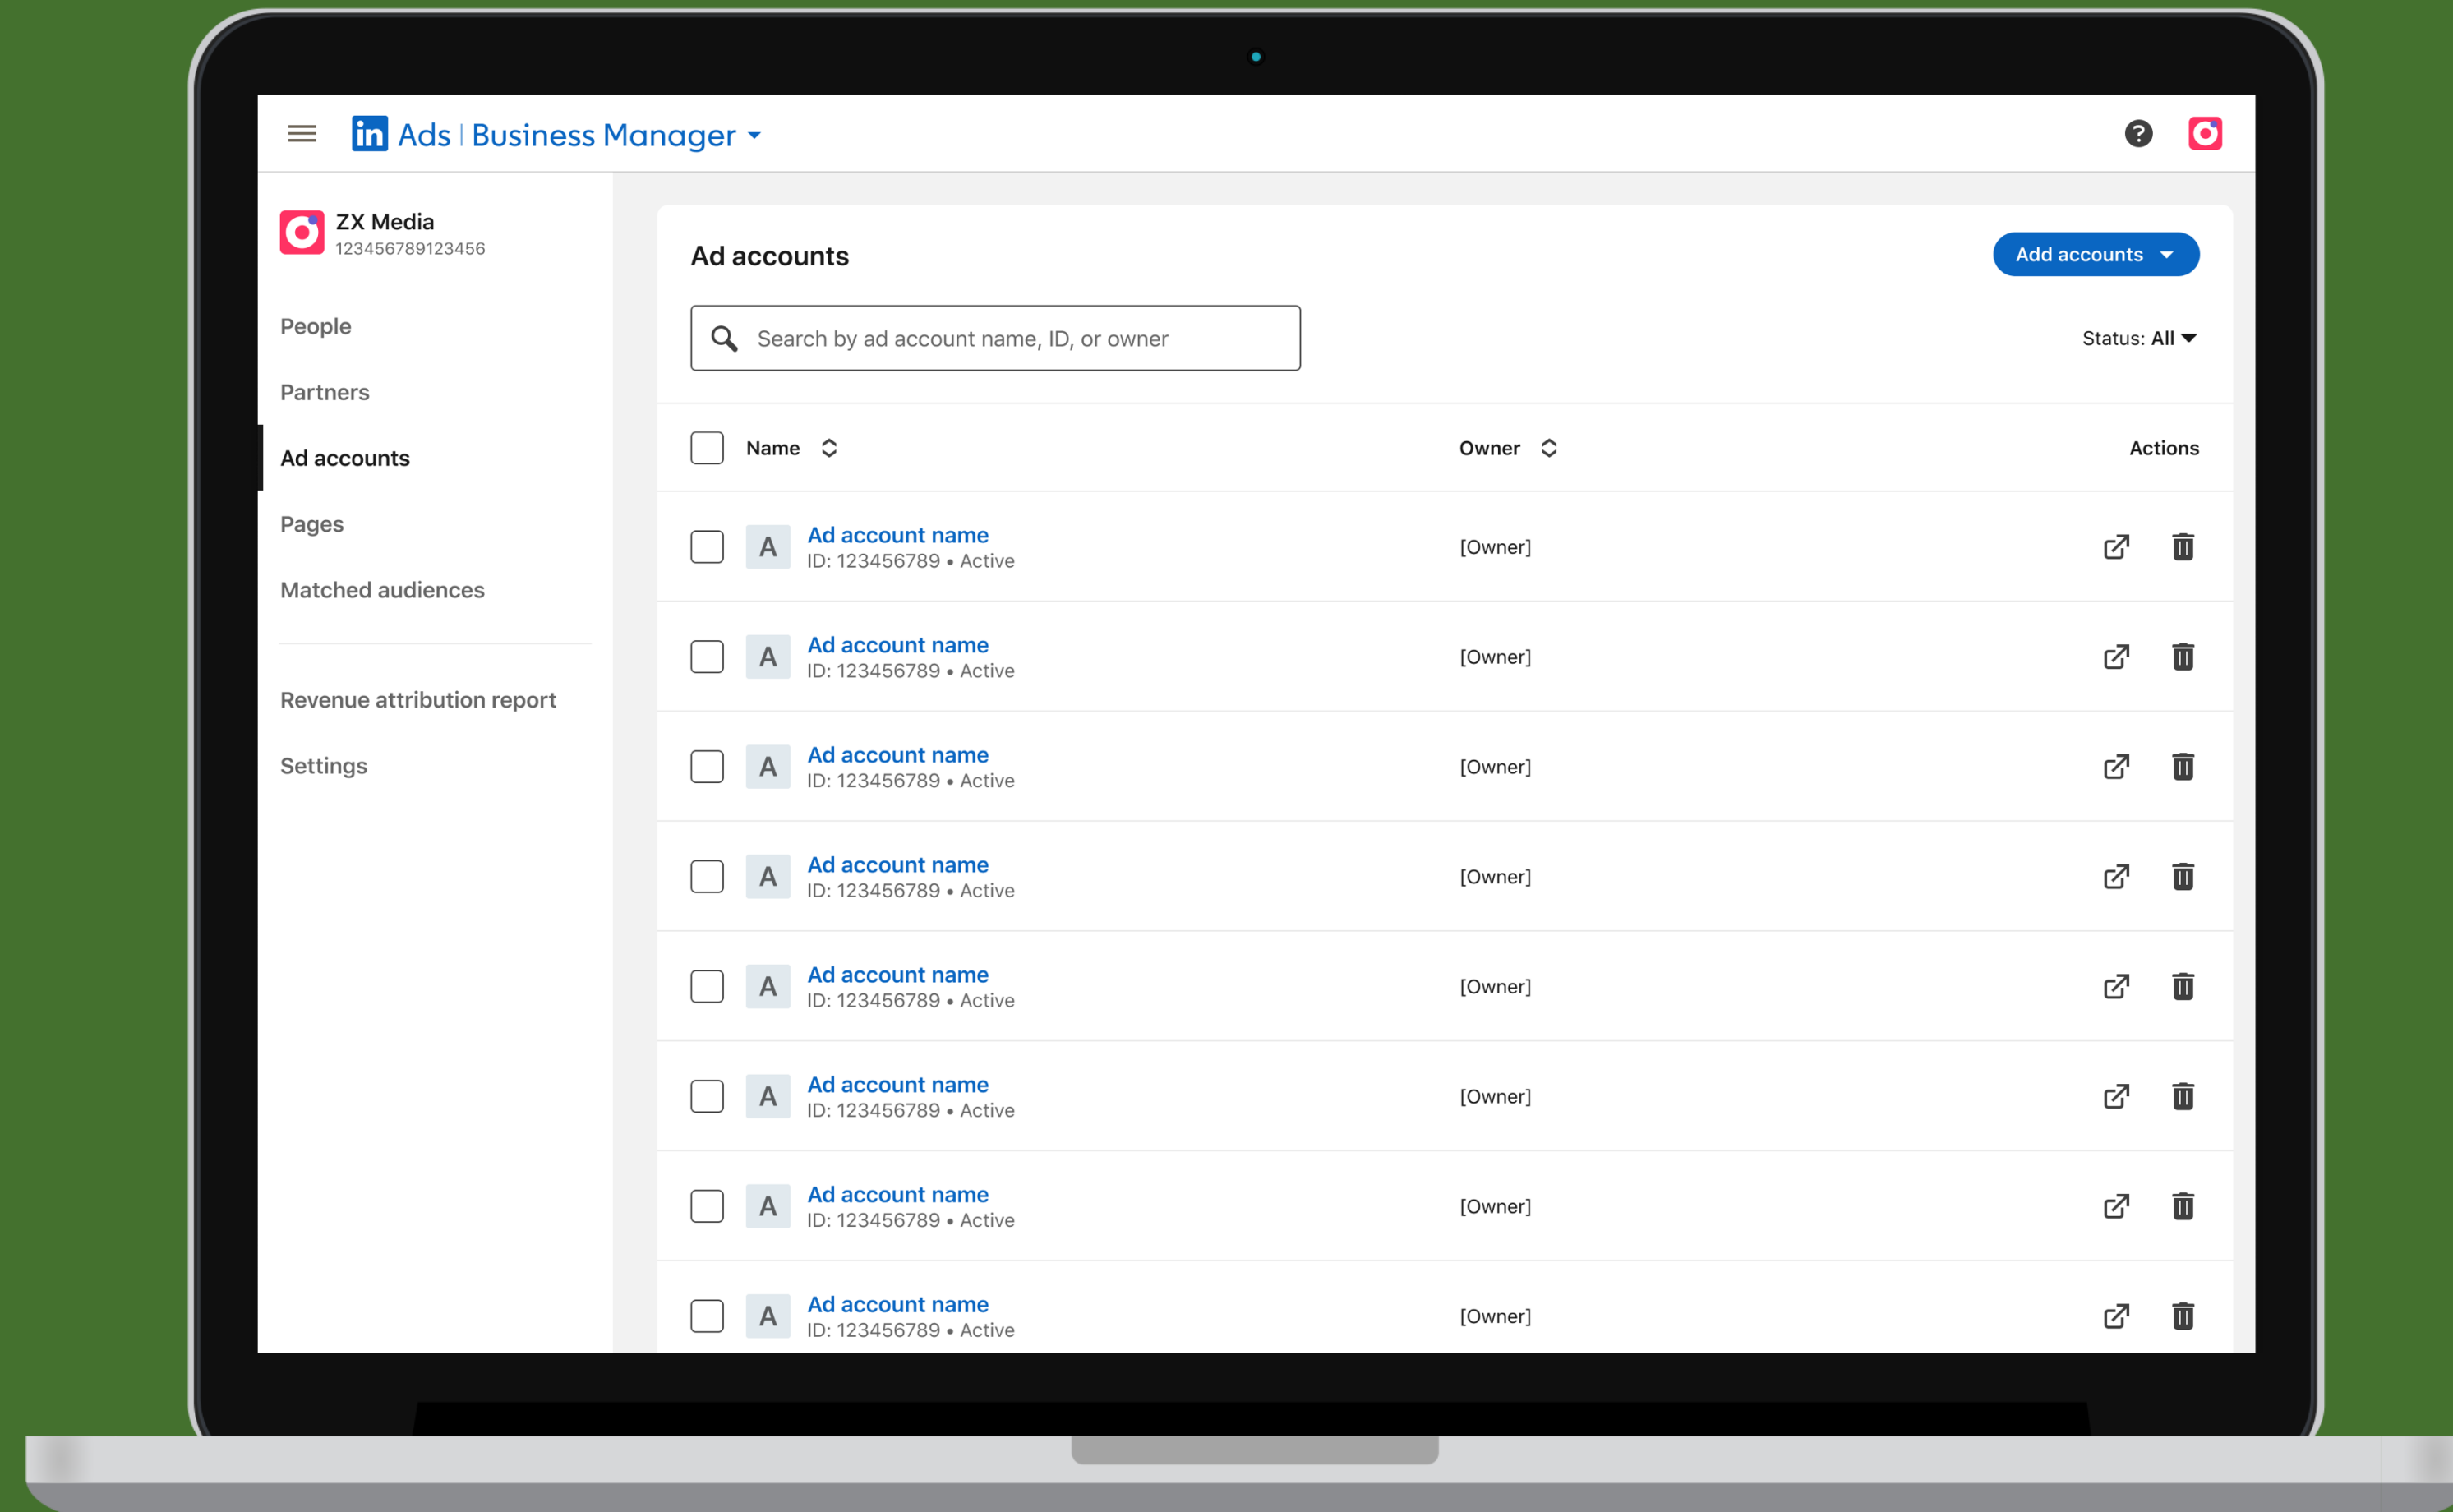 in Ads | Business Manager
?
ZX Media
123456789123456
People
Partners
Ad accounts
Pages
Matched audiences
Revenue attribution report
Settings
Ad accounts
Add accounts
Search by ad account name, ID, or owner
Status: All
Name Owner Actions
A Ad account name
ID: 123456789 • Active
[Owner]
A Ad account name
ID: 123456789 • Active
[Owner]
A Ad account name
ID: 123456789 • Active
[Owner]
A Ad account name
ID: 123456789 • Active
[Owner]
A Ad account name
ID: 123456789 • Active
[Owner]
A Ad account name
ID: 123456789 • Active
[Owner]
A Ad account name
ID: 123456789 • Active
[Owner]
A Ad account name
ID: 123456789 • Active
[Owner]